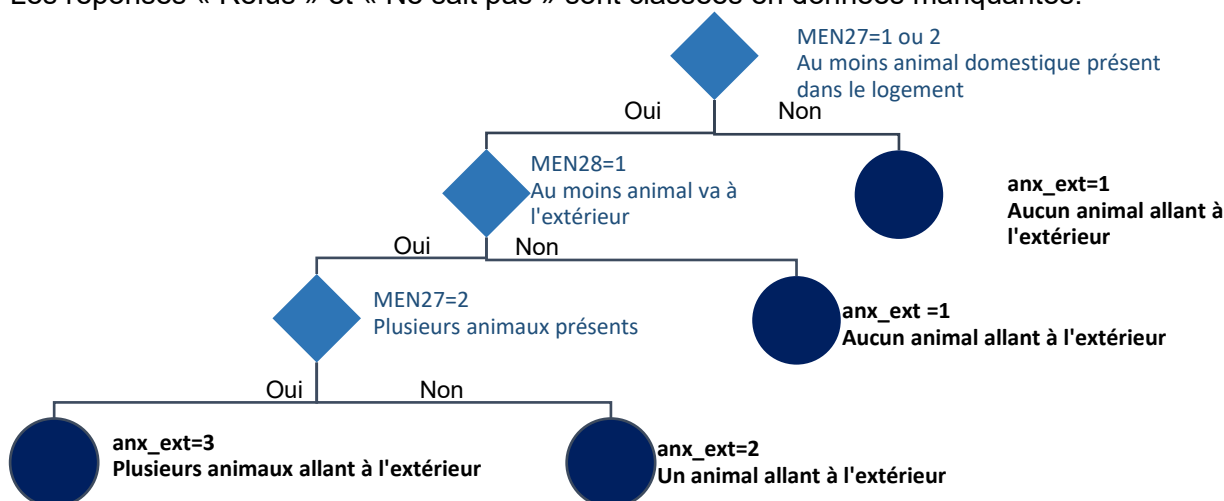 Les réponses « Refus » et « Ne sait pas » sont classées en données manquantes.
MEN27=1 ou 2
Au moins animal domestique présent
dans le logement
Oui
Non
MEN28=1
Au moins animal va à
l'extérieur
anx_ext=1
Aucun animal allant à
l'extérieur
Oui
Non
MEN27=2
Plusieurs animaux présents
anx_ext =1
Aucun animal allant à l'extérieur
Oui
Non
anx_ext=3
Plusieurs animaux allant à l'extérieur
anx_ext=2
Un animal allant à l'extérieur